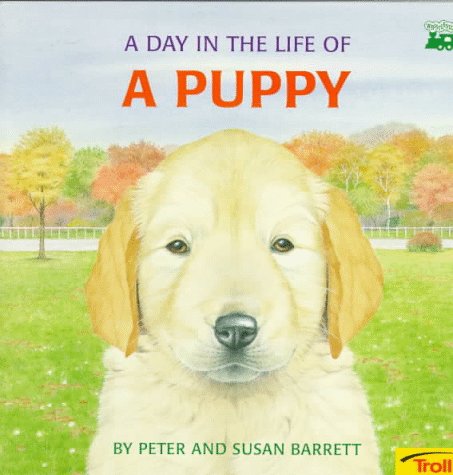 A DAY IN THE LIFE OF
A PUPPY
BY PETER AND SUSAN BARRETT
Troll